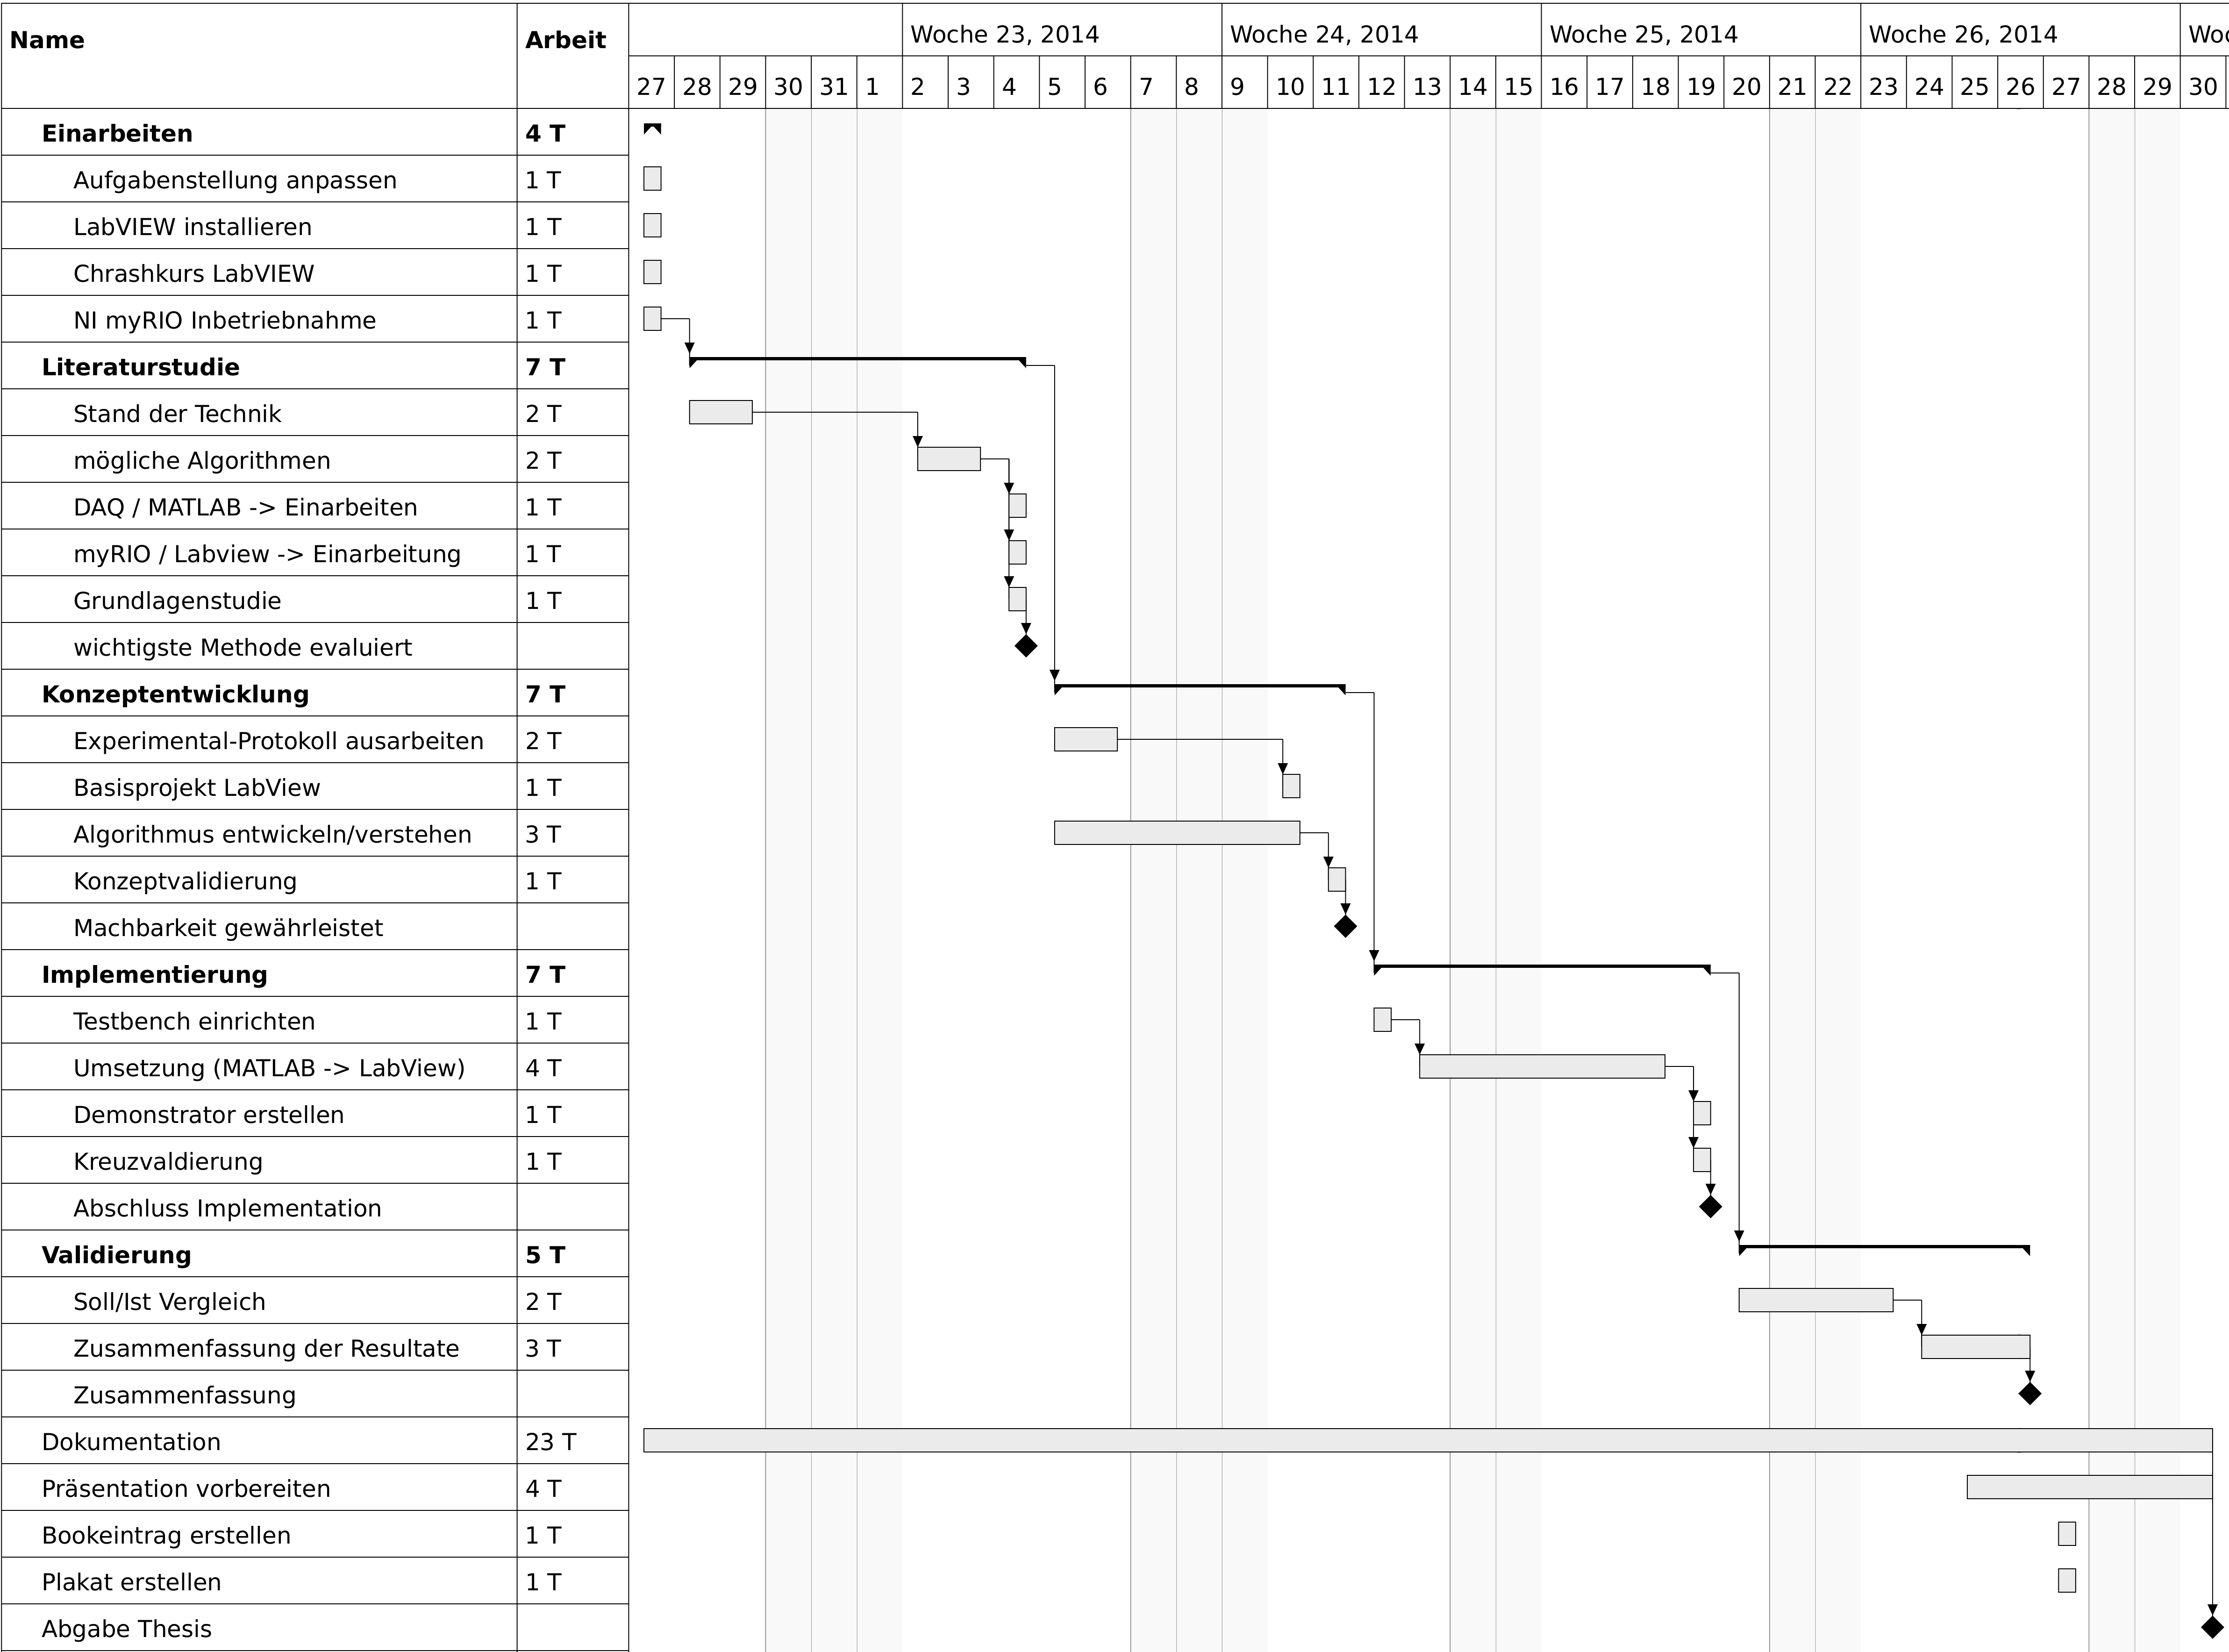 Name Arbeit Woche 23, 2014 Woche 24, 2014 Woche 25, 2014 Woche 26, 2014
27 28 29 30 31 1 2 3 4 5 6 7 8 9 10 11 12 13 14 15 16 17 18 19 20 21 22 23 24 25 26 27 28 29 30
Einarbeiten 4 T
Aufgabenstellung anpassen 1 T
LabVIEW installieren 1 T
Chrashkurs LabVIEW 1 T
NI myRIO Inbetriebnahme 1 T
Literaturstudie 7 T
Stand der Technik 2 T
mögliche Algorithmen 2 T
DAQ / MATLAB -> Einarbeiten 1 T
myRIO / Labview -> Einarbeitung 1 T
Grundlagenstudie 1 T
wichtigste Methode evaluiert
Konzeptentwicklung 7 T
Experimental-Protokoll ausarbeiten 2 T
Basisprojekt LabView 1 T
Algorithmus entwickeln/verstehen 3 T
Konzeptvalidierung 1 T
Machbarkeit gewährleistet
Implementierung 7 T
Testbench einrichten 1 T
Umsetzung (MATLAB -> LabView) 4 T
Demonstrator erstellen 1 T
Kreuzvaldierung 1 T
Abschluss Implementation
Validierung 5 T
Soll/Ist Vergleich 2 T
Zusammenfassung der Resultate 3 T
Zusammenfassung
Dokumentation 23 T
Präsentation vorbereiten 4 T
Bookeintrag erstellen 1 T
Plakat erstellen 1 T
Abgabe Thesis